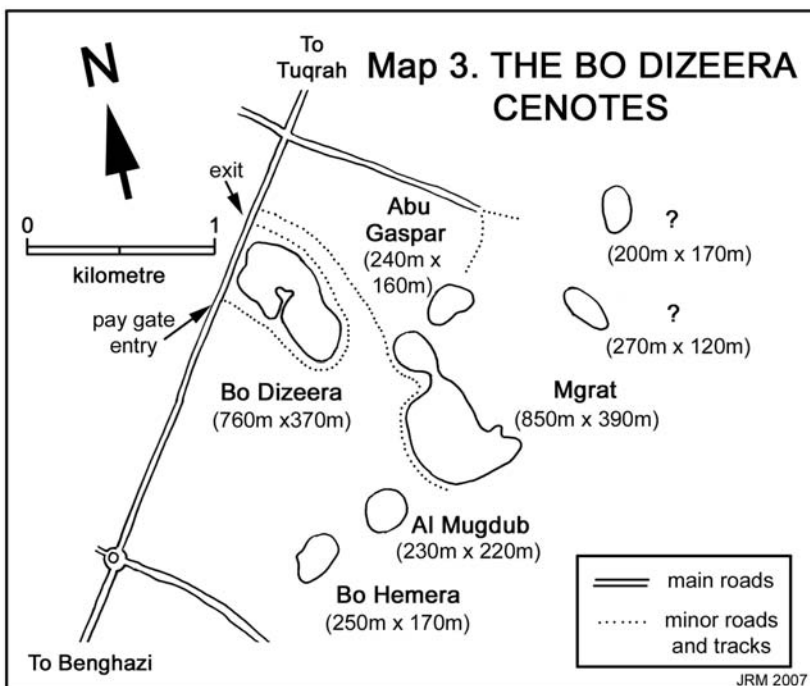 Map 3. THE BO DIZEERA
CENOTES
N
To
Tuqrah
exit
0 1
kilometre
pay gate
entry
Abu
Gaspar
(240m x
160m)
?
(200m x 170m)
?
(270m x 120m)
Bo Dizeera
(760m x370m)
Mgrat
(850m x 390m)
Al Mugdub
(230m x 220m)
Bo Hemera
(250m x 170m)
To Benghazi
main roads
minor roads
and tracks
JRM 2007